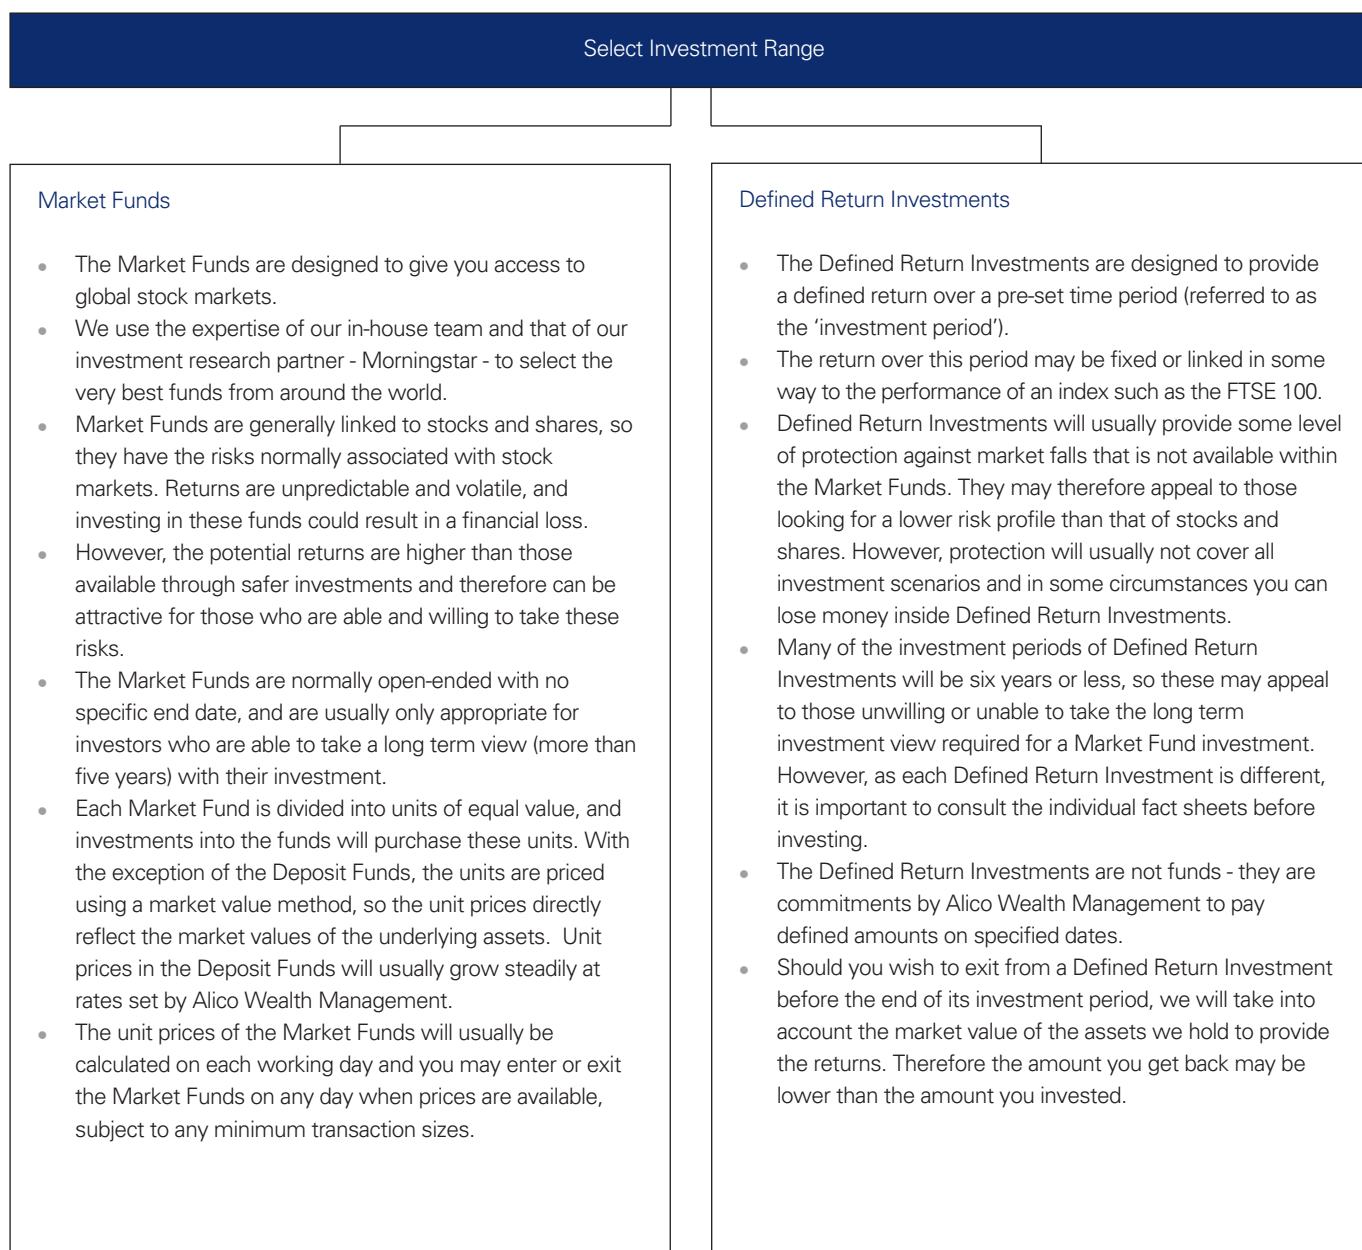 Select Investment Range
Market Funds
• The Market Funds are designed to give you access to
global stock markets.
• We use the expertise of our in-house team and that of our
investment research partner - Morningstar - to select the
very best funds from around the world.
• Market Funds are generally linked to stocks and shares, so
they have the risks normally associated with stock
markets. Returns are unpredictable and volatile, and
investing in these funds could result in a financial loss.
• However, the potential returns are higher than those
available through safer investments and therefore can be
attractive for those who are able and willing to take these
risks.
• The Market Funds are normally open-ended with no
specific end date, and are usually only appropriate for
investors who are able to take a long term view (more than
five years) with their investment.
• Each Market Fund is divided into units of equal value, and
investments into the funds will purchase these units. With
the exception of the Deposit Funds, the units are priced
using a market value method, so the unit prices directly
reflect the market values of the underlying assets.  Unit
prices in the Deposit Funds will usually grow steadily at
rates set by Alico Wealth Management.
• The unit prices of the Market Funds will usually be
calculated on each working day and you may enter or exit
the Market Funds on any day when prices are available,
subject to any minimum transaction sizes.
Defined Return Investments
• The Defined Return Investments are designed to provide
a defined return over a pre-set time period (referred to as
the ‘investment period’).
• The return over this period may be fixed or linked in some
way to the performance of an index such as the FTSE 100.
• Defined Return Investments will usually provide some level
of protection against market falls that is not available within
the Market Funds. They may therefore appeal to those
looking for a lower risk profile than that of stocks and
shares. However, protection will usually not cover all
investment scenarios and in some circumstances you can
lose money inside Defined Return Investments.
• Many of the investment periods of Defined Return
Investments will be six years or less, so these may appeal
to those unwilling or unable to take the long term
investment view required for a Market Fund investment.
However, as each Defined Return Investment is different,
it is important to consult the individual fact sheets before
investing.
• The Defined Return Investments are not funds - they are
commitments by Alico Wealth Management to pay
defined amounts on specified dates.
• Should you wish to exit from a Defined Return Investment
before the end of its investment period, we will take into
account the market value of the assets we hold to provide
the returns. Therefore the amount you get back may be
lower than the amount you invested.